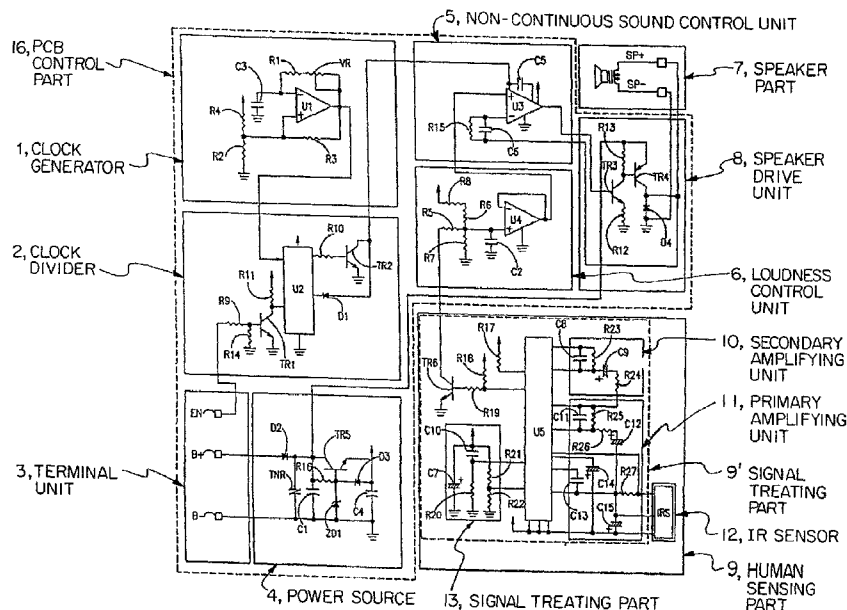 5, NON-CONTINUOUS SOUND CONTROL UNIT
16, PCB
CONTROL
PART
1, CLOCK
GENERATOR
2, CLOCK
DIVIDER
3, TERMINAL
UNIT
4, POWER SOURCE
13, SIGNAL TREATING PART
7, SPEAKER
PART
8, SPEAKER
DRIVE
UNIT
6, LOUDNESS
CONTROL
UNIT
10, SECONDARY
AMPLIFYING
UNIT
11, PRIMARY
AMPLIFYING
UNIT
9' SIGNAL
TREATING
PART
12, IR SENSOR
9, HUMAN
SENSING
PART
C3
R1
VR
U1
R4
R2
R3
C5
U3
R15
C6
SP+
SP-
R13
TR3
TR4
R12
D4
R8
R5
R6
R7
U4
C2
R10
TR2
R11
U2
D1
R9
R14
TR1
EN
B+
B-
D2
TR5
R16
D3
TNR
C1
ZD1
C4
R17
R18
TR6
R19
C8
R23
C9
R24
C11
R25
R26
C12
U5
C10
C7
R20
R21
R22
C14
R27
C13
C15
IRS